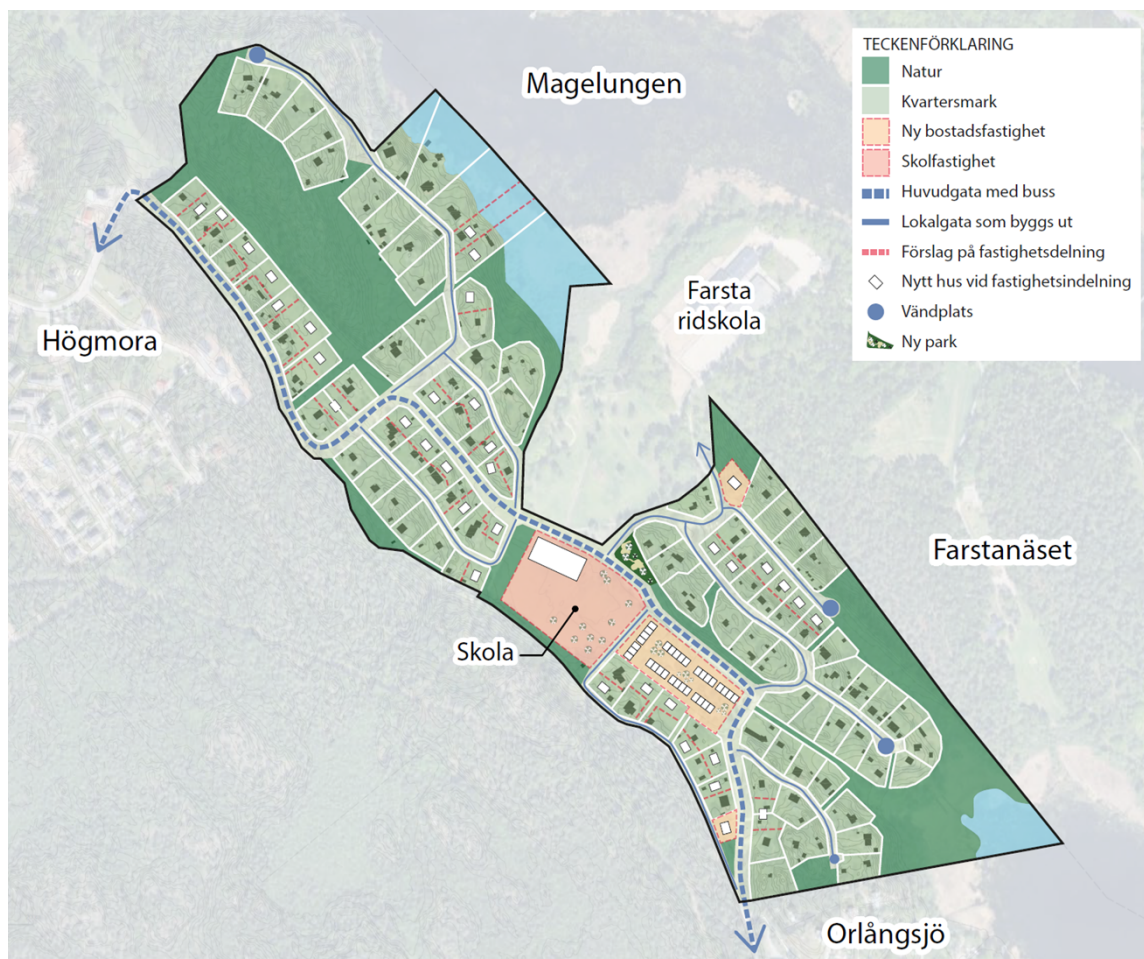 Magelungen
TECKENFÖRKLARING
Natur
Kvartersmark
Ny bostadsfastighet
Skolfastighet
Huvudgata med buss
Lokalgata som byggs ut
Förslag på fastighetsdelning
Nytt hus vid fastighetsindelning
Vändplats
Ny park
Farsta
ridskola
Högmora
Farstanäset
Skola
Orlångsjö